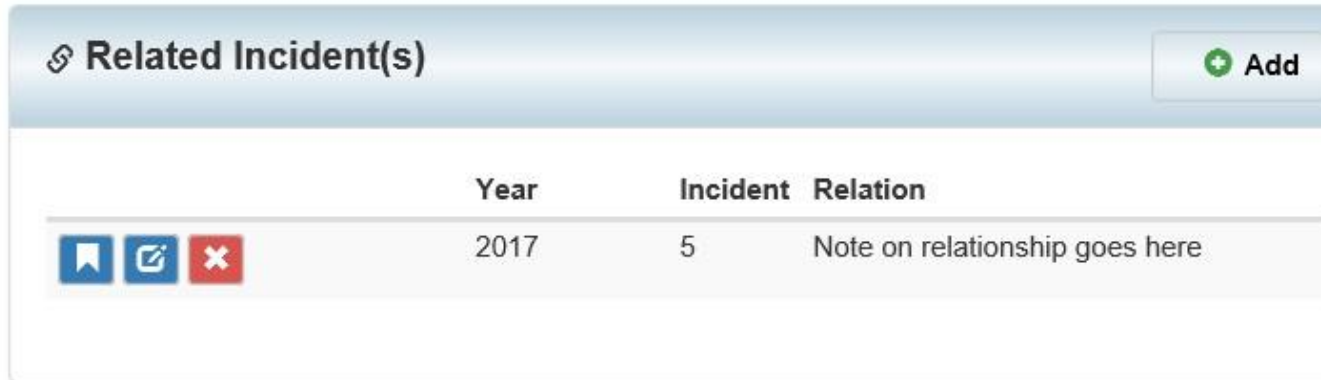 Related Incident(s)
Add
Year Incident Relation
2017 5 Note on relationship goes here